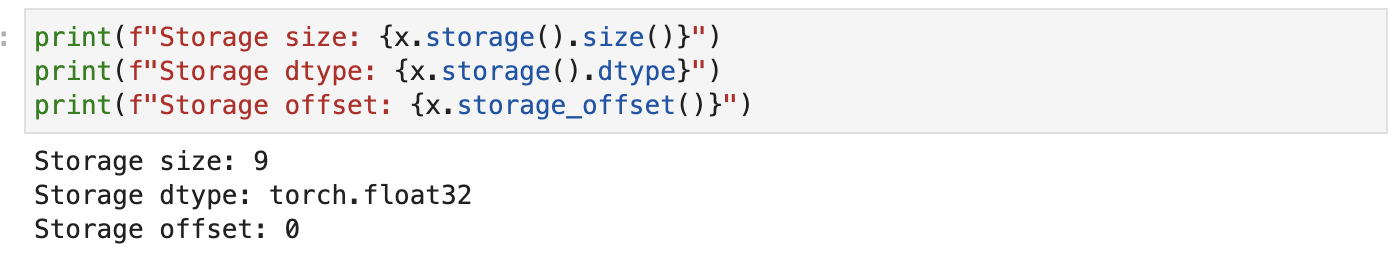 :
print(f"Storage size: {x.storage().size()}")
print(f"Storage dtype: {x.storage().dtype}")
print(f"Storage offset: {x.storage_offset()}")
Storage size: 9
Storage dtype: torch.float32
Storage offset: 0